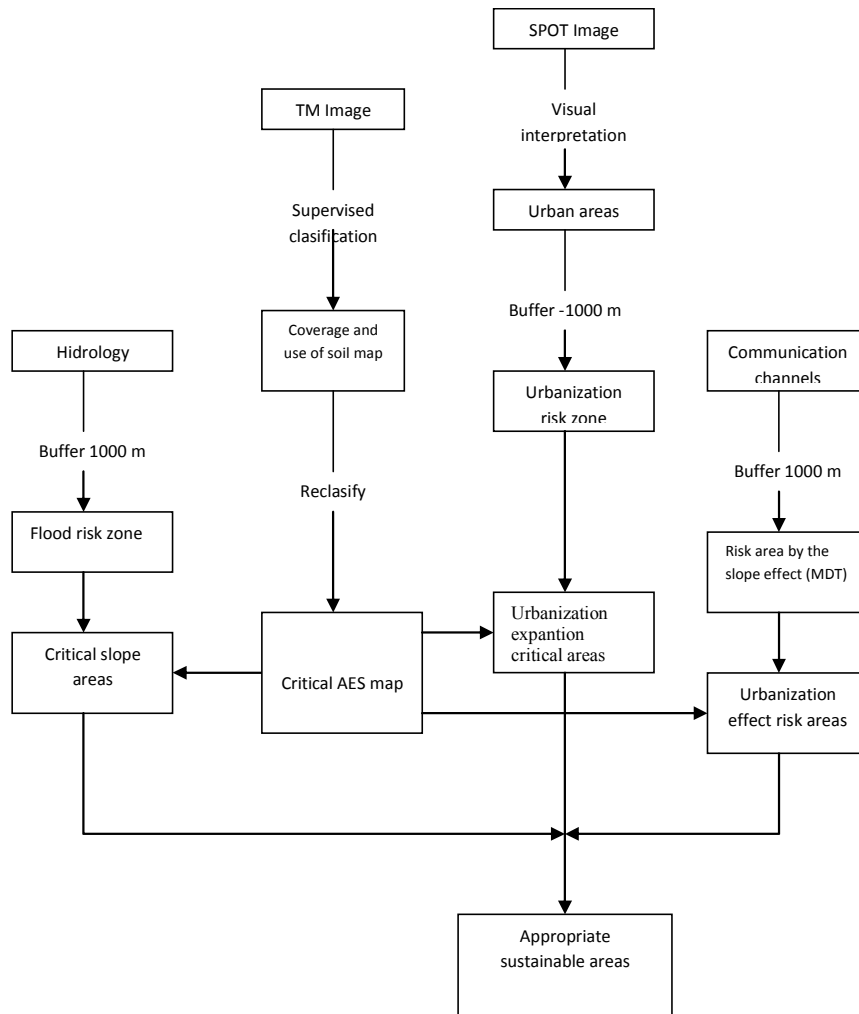 SPOT Image
TM Image
Visual
interpretation
Urban areas
Supervised
clasification
Buffer -1000 m
Coverage and
use of soil map
Hidrology
Communication
channels
Urbanization
risk zone
Buffer 1000 m
Reclasify
Buffer 1000 m
Flood risk zone
Risk area by the
slope effect (MDT)
Urbanization
expantion
critical areas
Critical slope
areas
Critical AES map
Urbanization
effect risk areas
Appropriate
sustainable areas